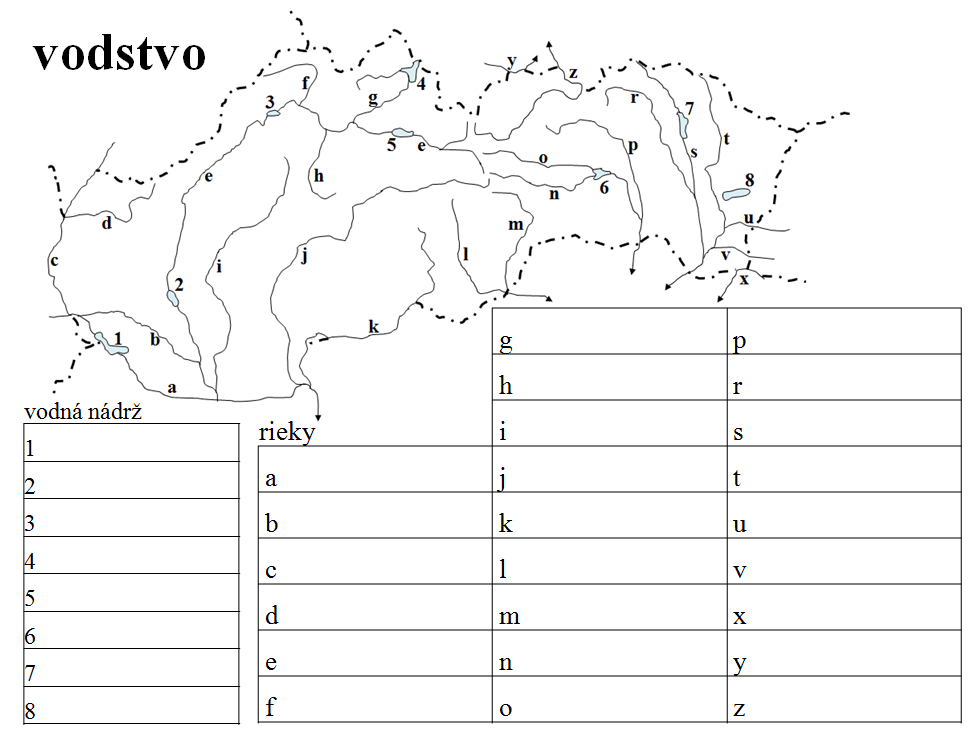 vodstvo
y
z
f
g
4
3
r
7
5
e
p
t
s
o
e
h
n
6
8
d
m
u
c
i
j
l
v
x
2
1
b
k
a
vodná nádrž
1
2
3
4
5
6
7
8
rieky
a
b
c
d
e
f
g
h
i
j
k
l
m
n
o
p
r
s
t
u
v
x
y
z